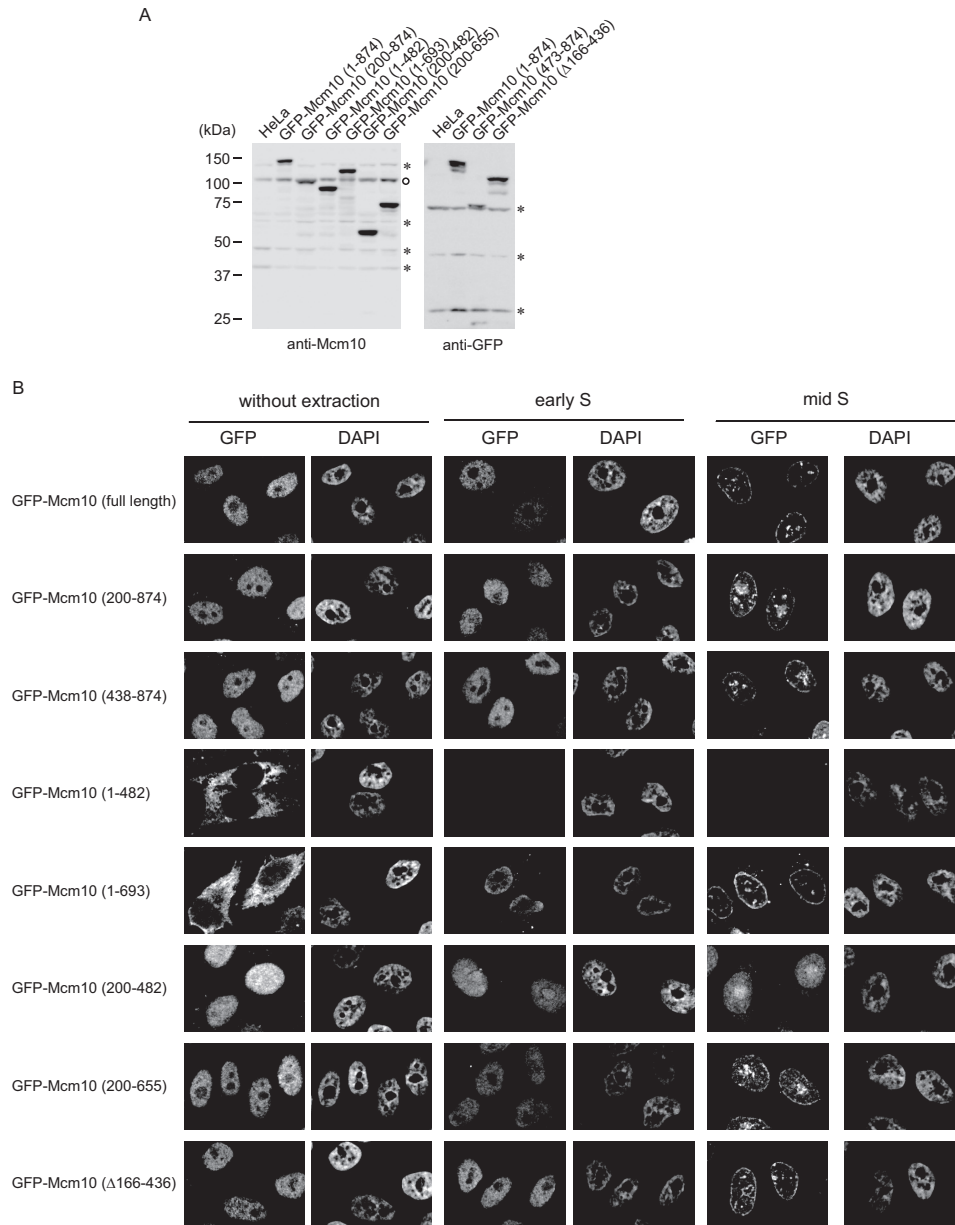 A
HeLa
GFP-Mcm10 (1-874)
GFP-Mcm10 (200-874)
GFP-Mcm10 (1-482)
GFP-Mcm10 (1-693)
GFP-Mcm10 (200-482)
GFP-Mcm10 (200-655)
HeLa
GFP-Mcm10 (1-874)
GFP-Mcm10 (473-874)
GFP-Mcm10 (Δ166-436)
(kDa)
150
100
75
50
37
25
*
*
*
*
*
*
*
anti-Mcm10
anti-GFP
B
without extraction
early S
mid S
GFP
DAPI
GFP
DAPI
GFP
DAPI
GFP-Mcm10 (full length)
GFP-Mcm10 (200-874)
GFP-Mcm10 (438-874)
GFP-Mcm10 (1-482)
GFP-Mcm10 (1-693)
GFP-Mcm10 (200-482)
GFP-Mcm10 (200-655)
GFP-Mcm10 (Δ166-436)